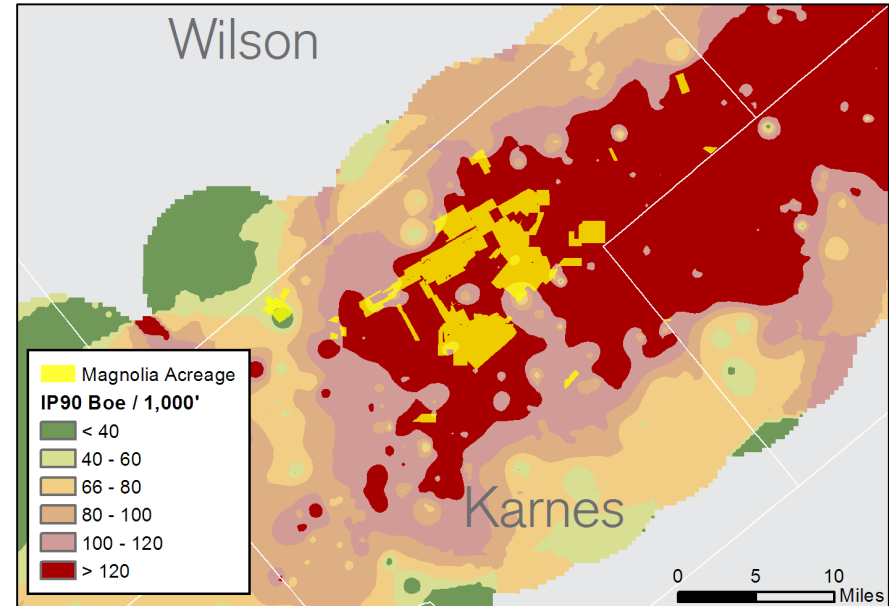 Wilson
Magnolia Acreage
IP90 Boe / 1,000'
< 40
40 - 60
66 - 80
80 - 100
100 - 120
> 120
Karnes
0 5 10
Miles